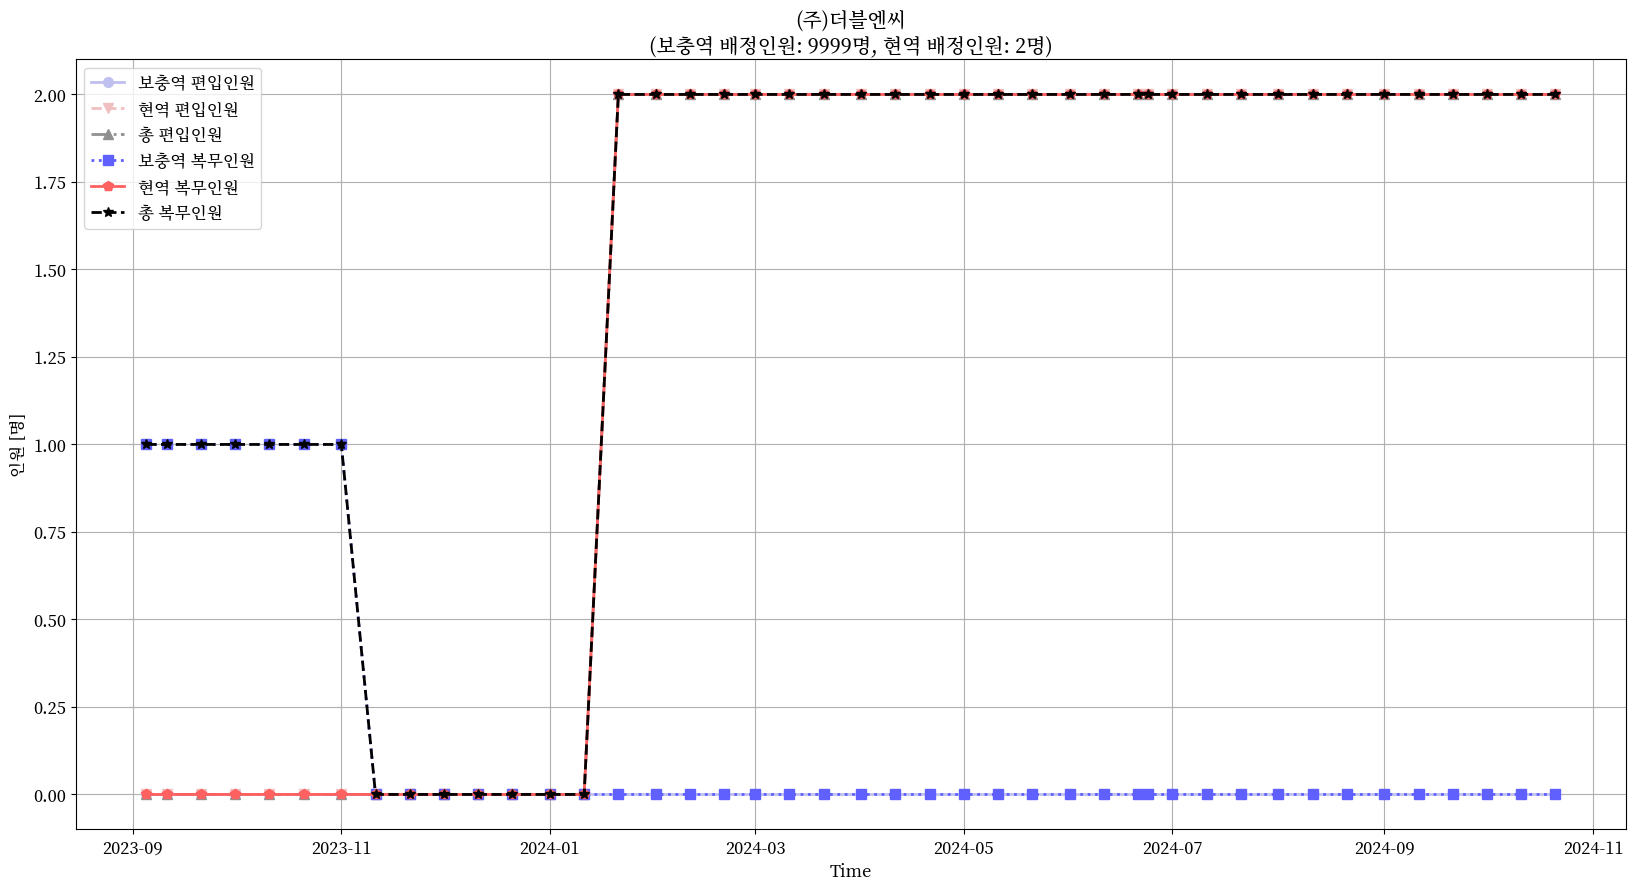 (주)더블엔씨
(보충역 배정인원: 9999명, 현역 배정인원: 2명)
보충역 편입인원
현역 편입인원
총 편입인원
보충역 복무인원
현역 복무인원
총 복무인원
2.00
1.75
1.50
1.25
1.00
0.75
0.50
0.25
0.00
인원 [명]
2023-09 2023-11 2024-01 2024-03 2024-05 2024-07 2024-09 2024-11
Time